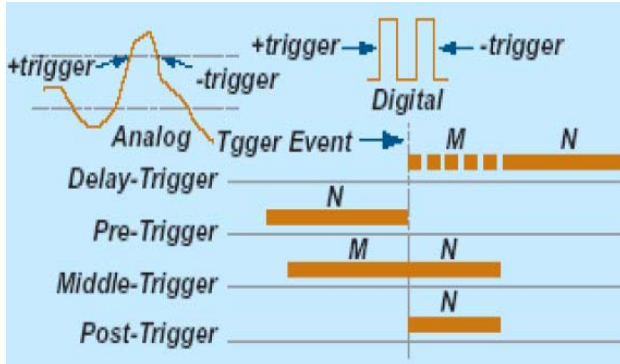 +trigger
-trigger
+trigger
-trigger
Analog
Digital
Tgger Event
M N
Delay-Trigger
N
Pre-Trigger
M N
Middle-Trigger
N
Post-Trigger